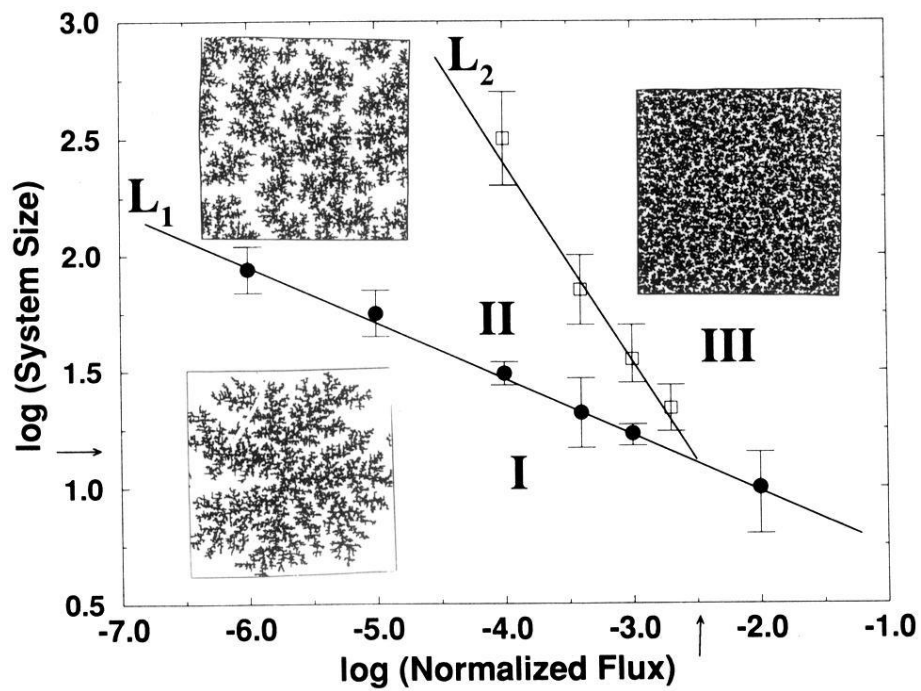 3.0
2.5
2.0
1.5
1.0
0.5
log (System Size)
L₁
L₂
II
III
I
-7.0 -6.0 -5.0 -4.0 -3.0 -2.0 -1.0
log (Normalized Flux)